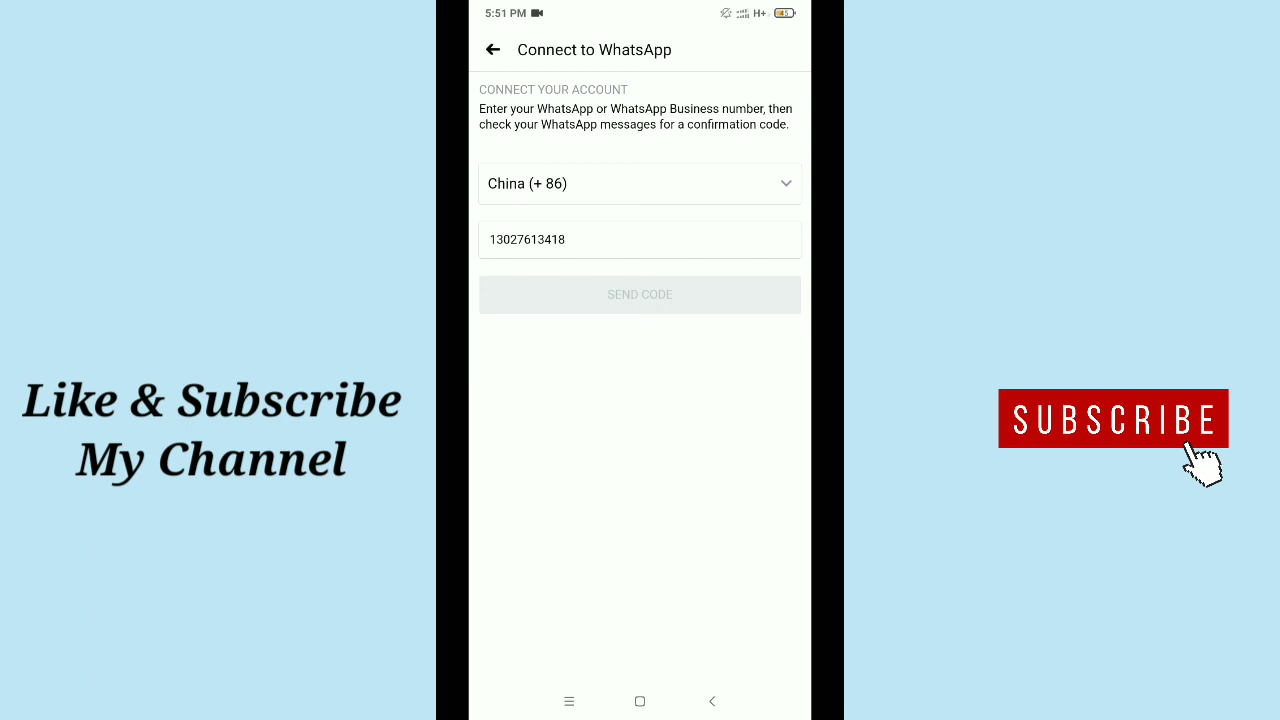 5:51 PM
H+
45
Connect to WhatsApp
CONNECT YOUR ACCOUNT
Enter your WhatsApp or WhatsApp Business number, then
check your WhatsApp messages for a confirmation code.
China (+ 86)
13027613418
SEND CODE
Like & Subscribe
My Channel
SUBSCRIBE